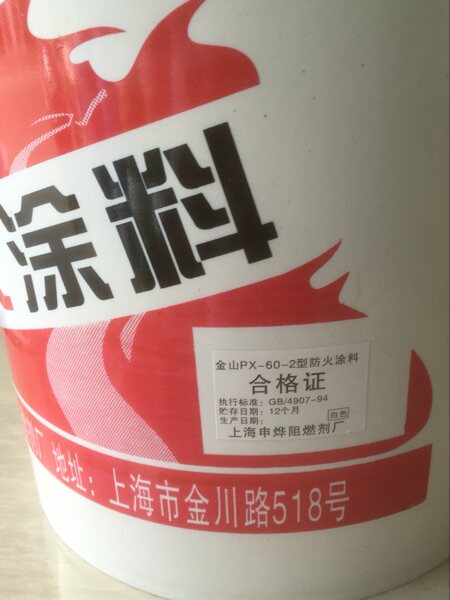 涂料
金山PX-60-2型防火涂料
合格证
执行标准: GB/4907-94
贮存日期: 12个月
生产日期: 白色
上海申烨阻燃剂厂
剂厂 地址: 上海市金川路518号